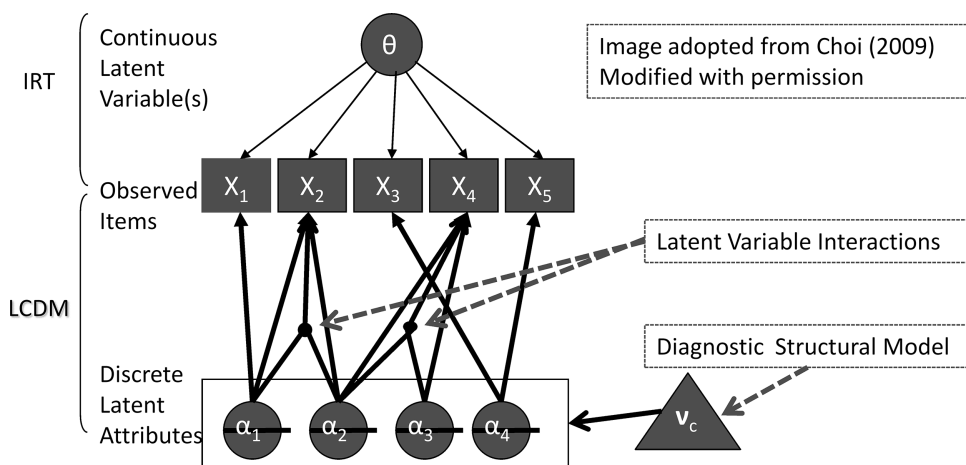 IRT
Continuous
Latent
Variable(s)
θ
Image adopted from Choi (2009)
Modified with permission
X1 X2 X3 X4 X5
Observed
Items
Latent Variable Interactions
LCDM
Diagnostic Structural Model
Discrete
Latent
Attributes
α1 α2 α3 α4
νc